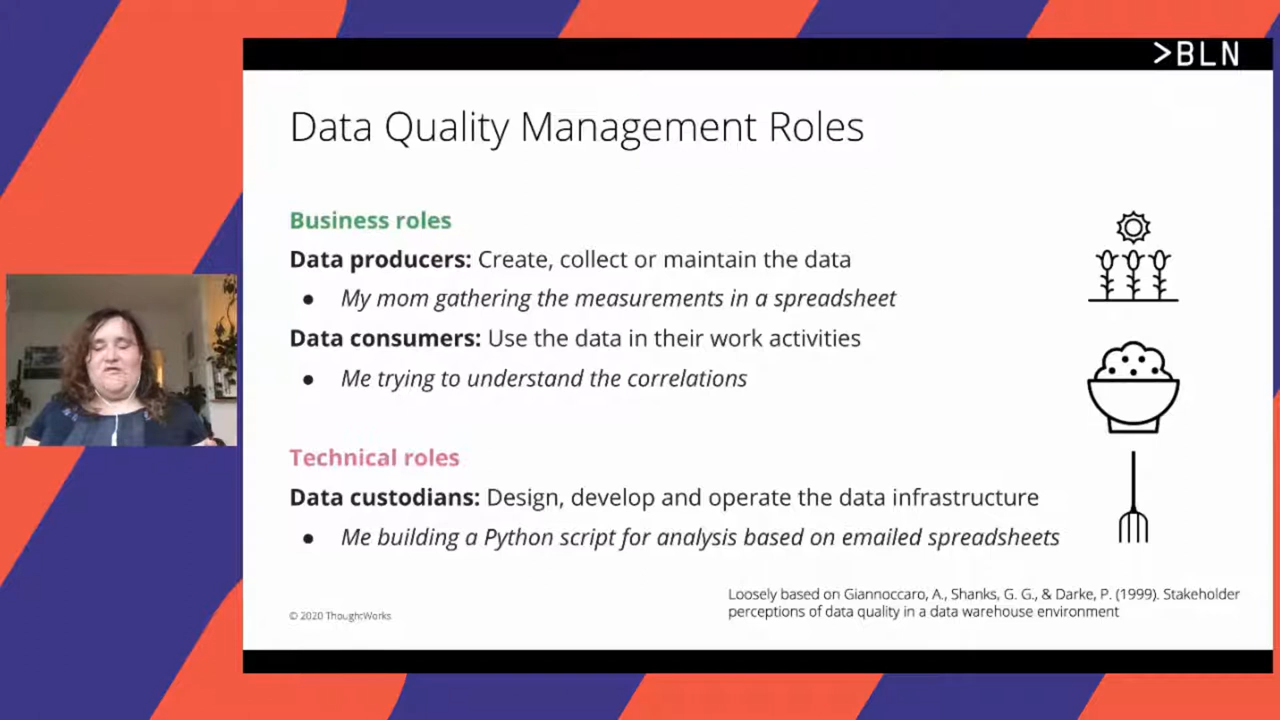 >BLN
Data Quality Management Roles
Business roles
Data producers: Create, collect or maintain the data
● My mom gathering the measurements in a spreadsheet
Data consumers: Use the data in their work activities
● Me trying to understand the correlations
Technical roles
Data custodians: Design, develop and operate the data infrastructure
● Me building a Python script for analysis based on emailed spreadsheets
Loosely based on Giannoccaro, A., Shanks, G. G., & Darke, P. (1999). Stakeholder
perceptions of data quality in a data warehouse environment
© 2020 ThoughtWorks